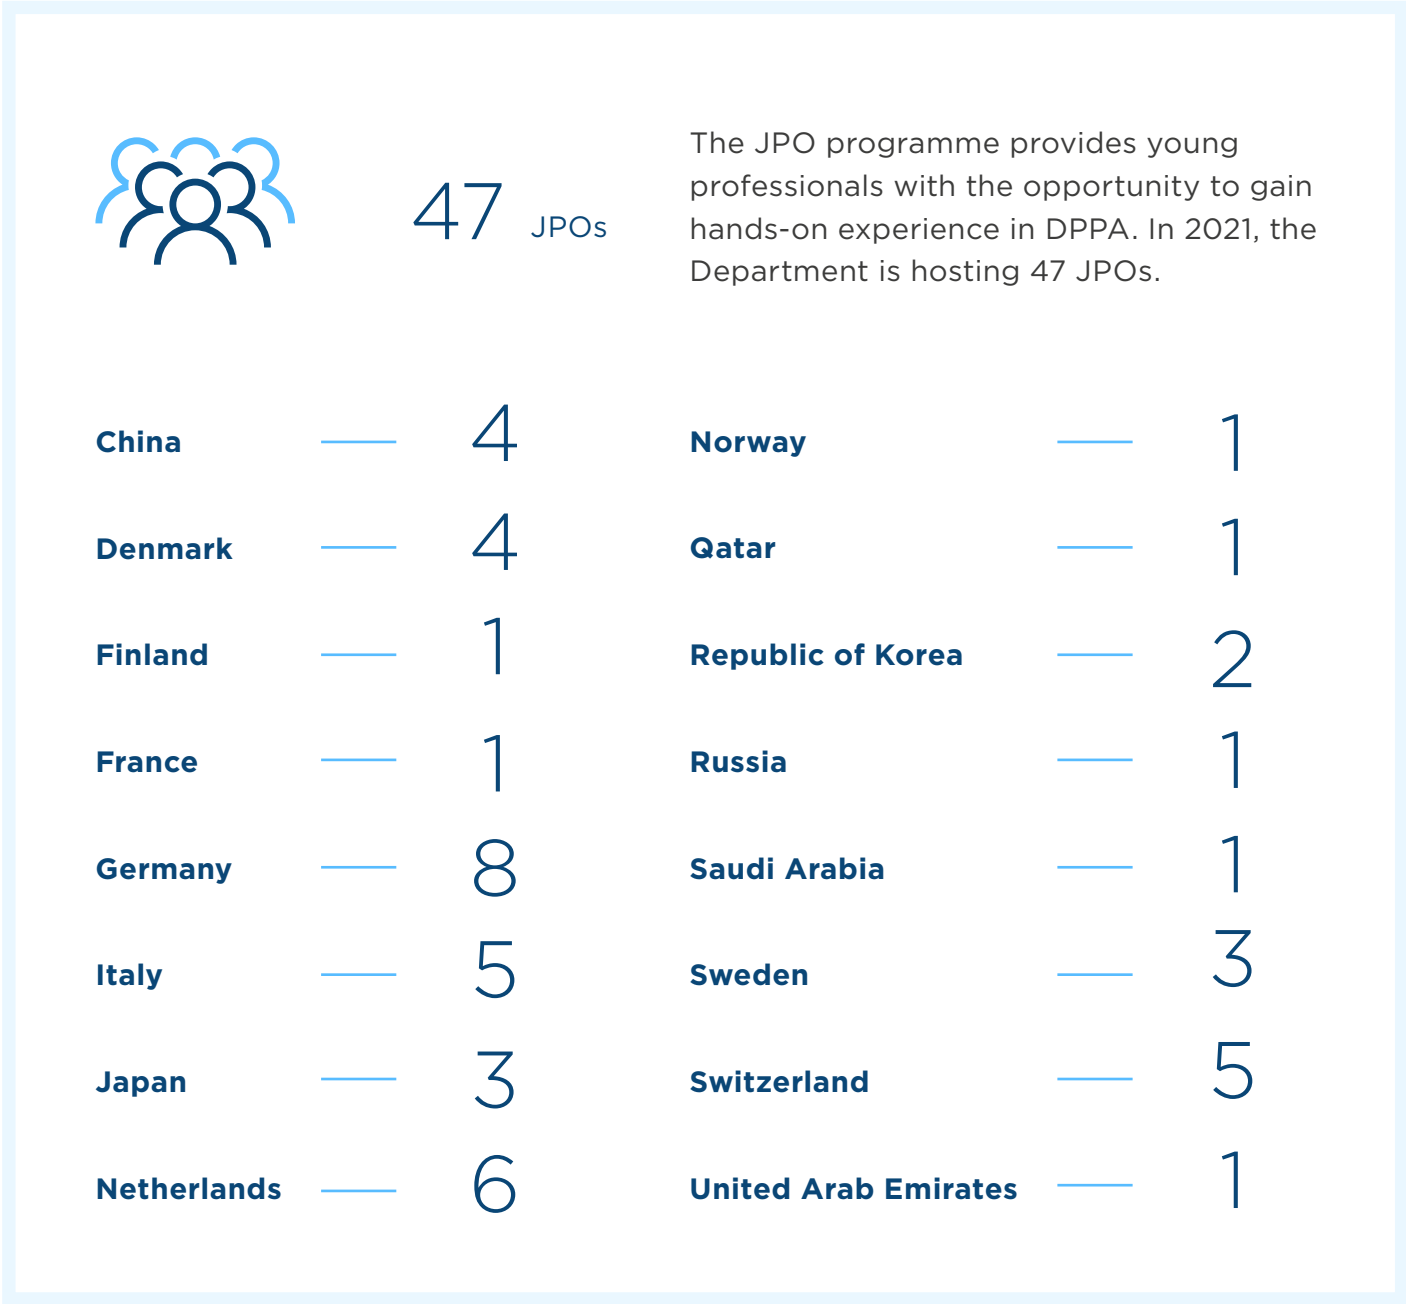 47 JPOs
The JPO programme provides young
professionals with the opportunity to gain
hands-on experience in DPPA. In 2021, the
Department is hosting 47 JPOs.
China 4
Denmark 4
Finland 1
France 1
Germany 8
Italy 5
Japan 3
Netherlands 6
Norway 1
Qatar 1
Republic of Korea 2
Russia 1
Saudi Arabia 1
Sweden 3
Switzerland 5
United Arab Emirates 1